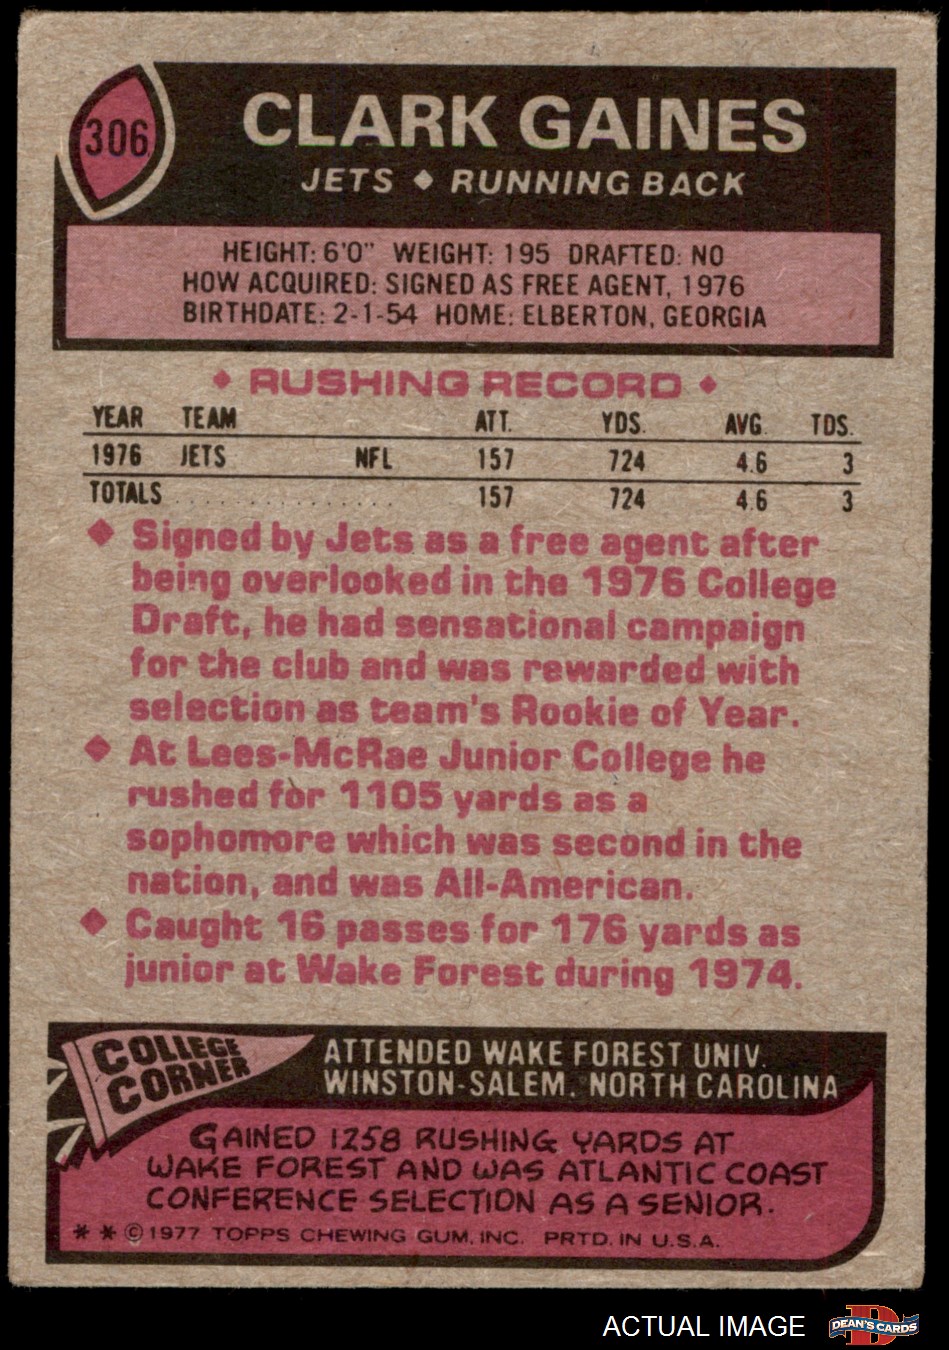 306
CLARK GAINES
JETS ◆ RUNNING BACK
HEIGHT: 6'0" WEIGHT: 195 DRAFTED: NO
HOW ACQUIRED: SIGNED AS FREE AGENT, 1976
BIRTHDATE: 2-1-54 HOME: ELBERTON, GEORGIA
◆ RUSHING RECORD ◆
YEAR TEAM ATT. YDS. AVG. TDS.
1976 JETS NFL 157 724 4.6 3
TOTALS . . . . . . . . . . . . . . . . 157 724 4.6 3
◆ Signed by Jets as a free agent after
being overlooked in the 1976 College
Draft, he had sensational campaign
for the club and was rewarded with
selection as team's Rookie of Year.
◆ At Lees-McRae Junior College he
rushed for 1105 yards as a
sophomore which was second in the
nation, and was All-American.
◆ Caught 16 passes for 176 yards as
junior at Wake Forest during 1974.
COLLEGE
CORNER
ATTENDED WAKE FOREST UNIV.
WINSTON-SALEM, NORTH CAROLINA
GAINED 1258 RUSHING YARDS AT
WAKE FOREST AND WAS ATLANTIC COAST
CONFERENCE SELECTION AS A SENIOR.
* * © 1977 TOPPS CHEWING GUM, INC. PRTD. IN U.S.A.
ACTUAL IMAGE
D
DEAN'S CARDS